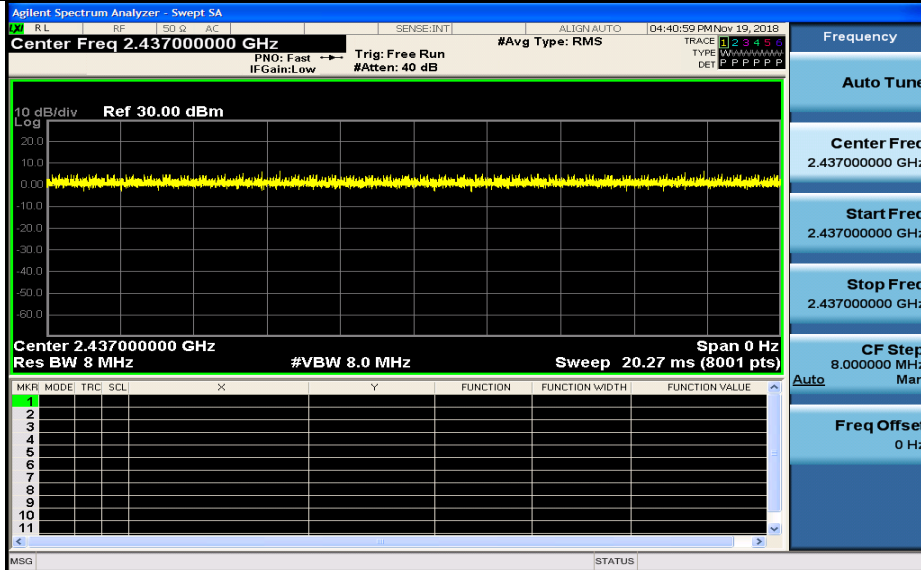 Agilent Spectrum Analyzer - Swept SA
LXI RL RF 50 Ω AC SENSE:INT ALIGN AUTO 04:40:59 PM Nov 19, 2018
Center Freq 2.437000000 GHz
PNO: Fast
IFGain:Low
Trig: Free Run
#Atten: 40 dB
#Avg Type: RMS
TRACE 1 2 3 4 5 6
TYPE WWWWWW
DET P P P P P P
10 dB/div Ref 30.00 dBm
Log
20.0
10.0
0.00
-10.0
-20.0
-30.0
-40.0
-50.0
-60.0
Center 2.437000000 GHz Span 0 Hz
Res BW 8 MHz #VBW 8.0 MHz Sweep 20.27 ms (8001 pts)
MKR MODE TRC SCL X Y FUNCTION FUNCTION WIDTH FUNCTION VALUE
1
2
3
4
5
6
7
8
9
10
11
MSG STATUS
Frequency
Auto Tune
Center Freq
2.437000000 GHz
Start Freq
2.437000000 GHz
Stop Freq
2.437000000 GHz
CF Step
8.000000 MHz
Auto Man
Freq Offset
0 Hz